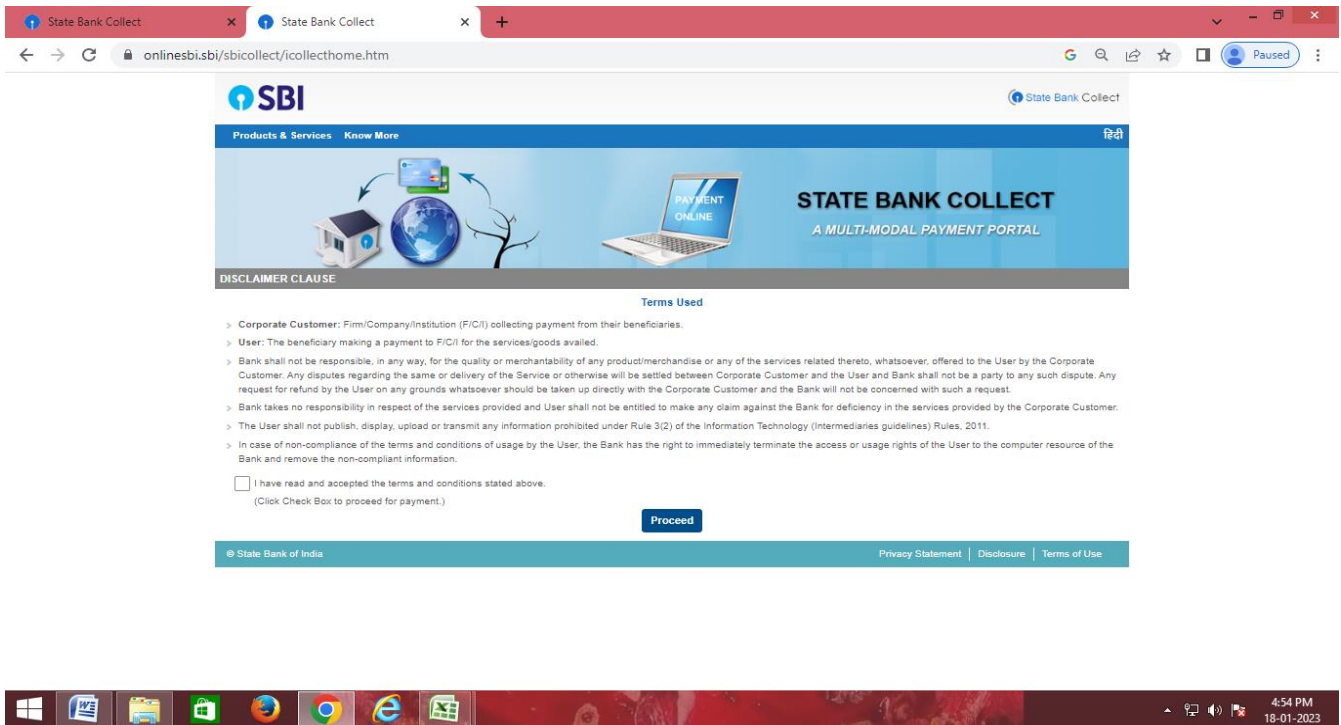 State Bank Collect
State Bank Collect
onlinesbi.sbi/sbicollect/icollecthome.htm
G
Paused
SBI
State Bank Collect
Products & Services Know More हिंदी
PAYMENT
ONLINE
STATE BANK COLLECT
A MULTI-MODAL PAYMENT PORTAL
DISCLAIMER CLAUSE
Terms Used
Corporate Customer: Firm/Company/Institution (F/C/I) collecting payment from their beneficiaries.
User: The beneficiary making a payment to F/C/I for the services/goods availed.
Bank shall not be responsible, in any way, for the quality or merchantability of any product/merchandise or any of the services related thereto, whatsoever, offered to the User by the Corporate
Customer. Any disputes regarding the same or delivery of the Service or otherwise will be settled between Corporate Customer and the User and Bank shall not be a party to any such dispute. Any
request for refund by the User on any grounds whatsoever should be taken up directly with the Corporate Customer and the Bank will not be concerned with such a request.
Bank takes no responsibility in respect of the services provided and User shall not be entitled to make any claim against the Bank for deficiency in the services provided by the Corporate Customer.
The User shall not publish, display, upload or transmit any information prohibited under Rule 3(2) of the Information Technology (Intermediaries guidelines) Rules, 2011.
In case of non-compliance of the terms and conditions of usage by the User, the Bank has the right to immediately terminate the access or usage rights of the User to the computer resource of the
Bank and remove the non-compliant information.
I have read and accepted the terms and conditions stated above.
(Click Check Box to proceed for payment.)
Proceed
© State Bank of India Privacy Statement | Disclosure | Terms of Use
4:54 PM
18-01-2023